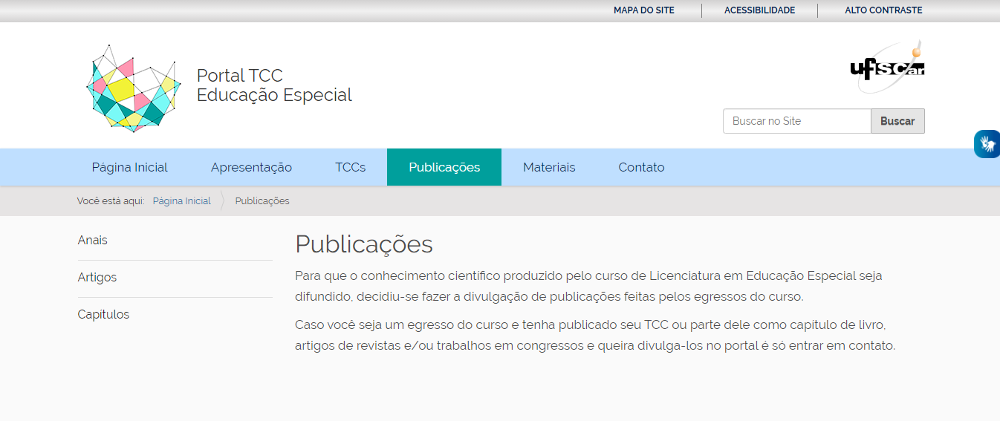 MAPA DO SITE
ACESSIBILIDADE
ALTO CONTRASTE
Portal TCC
Educação Especial
ufscar
Buscar no Site
Buscar
Página Inicial
Apresentação
TCCs
Publicações
Materiais
Contato
Você está aqui: Página Inicial Publicações
Anais
Artigos
Capítulos
Publicações
Para que o conhecimento científico produzido pelo curso de Licenciatura em Educação Especial seja
difundido, decidiu-se fazer a divulgação de publicações feitas pelos egressos do curso.
Caso você seja um egresso do curso e tenha publicado seu TCC ou parte dele como capítulo de livro,
artigos de revistas e/ou trabalhos em congressos e queira divulga-los no portal é só entrar em contato.